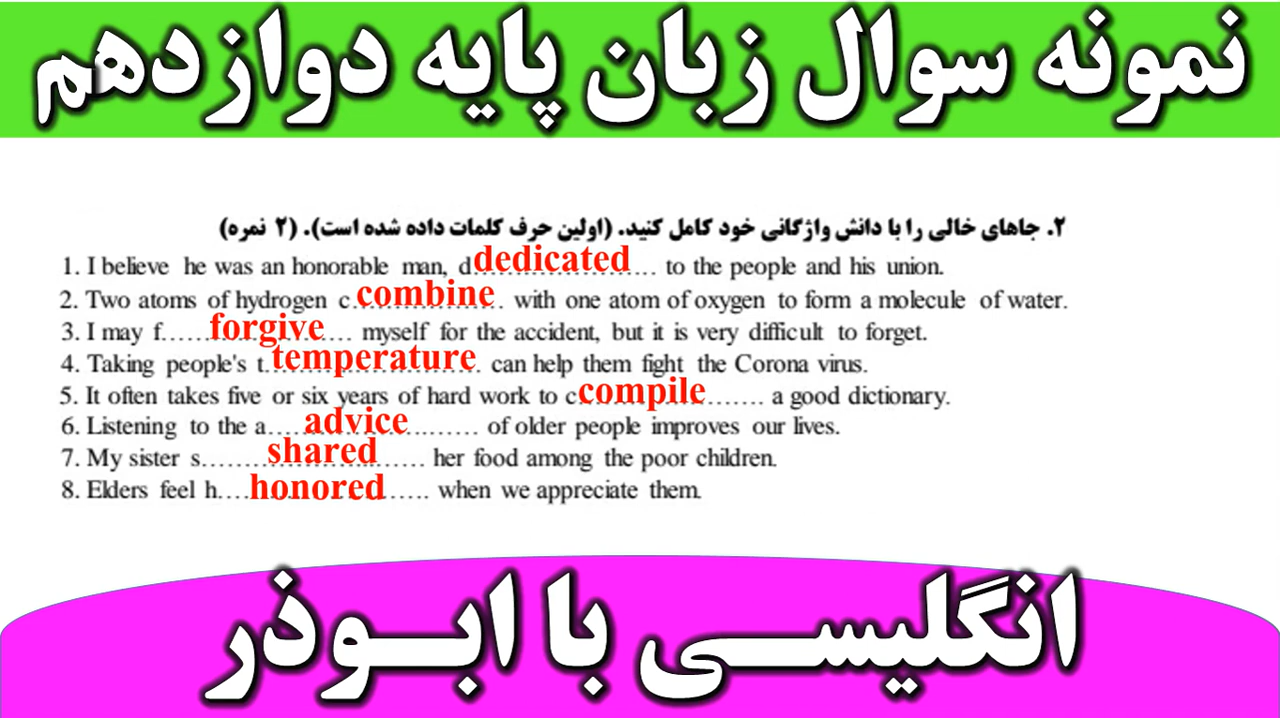 نمونه سوال زبان پایه دوازدهم
۲. جاهای خالی را با دانش واژگانی خود کامل کنید. (اولین حرف کلمات داده شده است). (۲ نمره)
1. I believe he was an honorable man, d dedicated ... to the people and his union.
2. Two atoms of hydrogen c combine ... with one atom of oxygen to form a molecule of water.
3. I may f...... forgive .... myself for the accident, but it is very difficult to forget.
4. Taking people's t. temperature . can help them fight the Corona virus.
5. It often takes five or six years of hard work to c compile ....... a good dictionary.
6. Listening to the a.... advice ........ of older people improves our lives.
7. My sister s........ shared ...... her food among the poor children.
8. Elders feel h.... honored ..... when we appreciate them.
انگلیسی با ابوذر